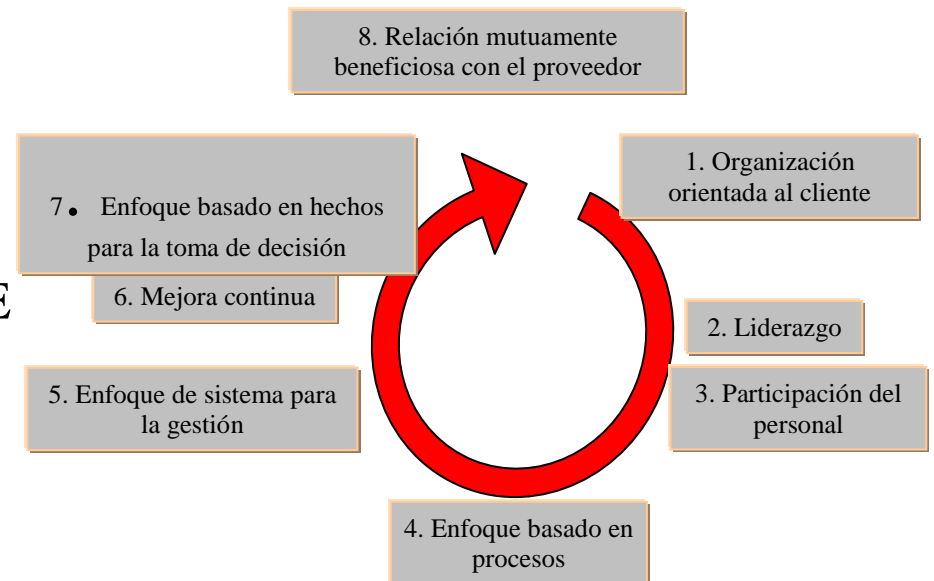 8. Relación mutuamente
beneficiosa con el proveedor
1. Organización
orientada al cliente
7. Enfoque basado en hechos
para la toma de decisión
E
6. Mejora continua
2. Liderazgo
5. Enfoque de sistema para
la gestión
3. Participación del
personal
4. Enfoque basado en
procesos